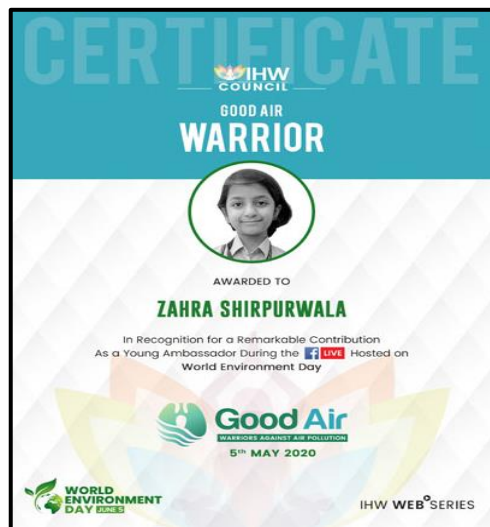 CERTIFICATE
IHW
COUNCIL
GOOD AIR
WARRIOR
AWARDED TO
ZAHRA SHIRPURWALA
In Recognition for a Remarkable Contribution
As a Young Ambassador During the f LIVE Hosted on
World Environment Day
Good Air
WARRIORS AGAINST AIR POLLUTION
5th MAY 2020
WORLD
ENVIRONMENT
DAY JUNE 5
IHW WEB SERIES